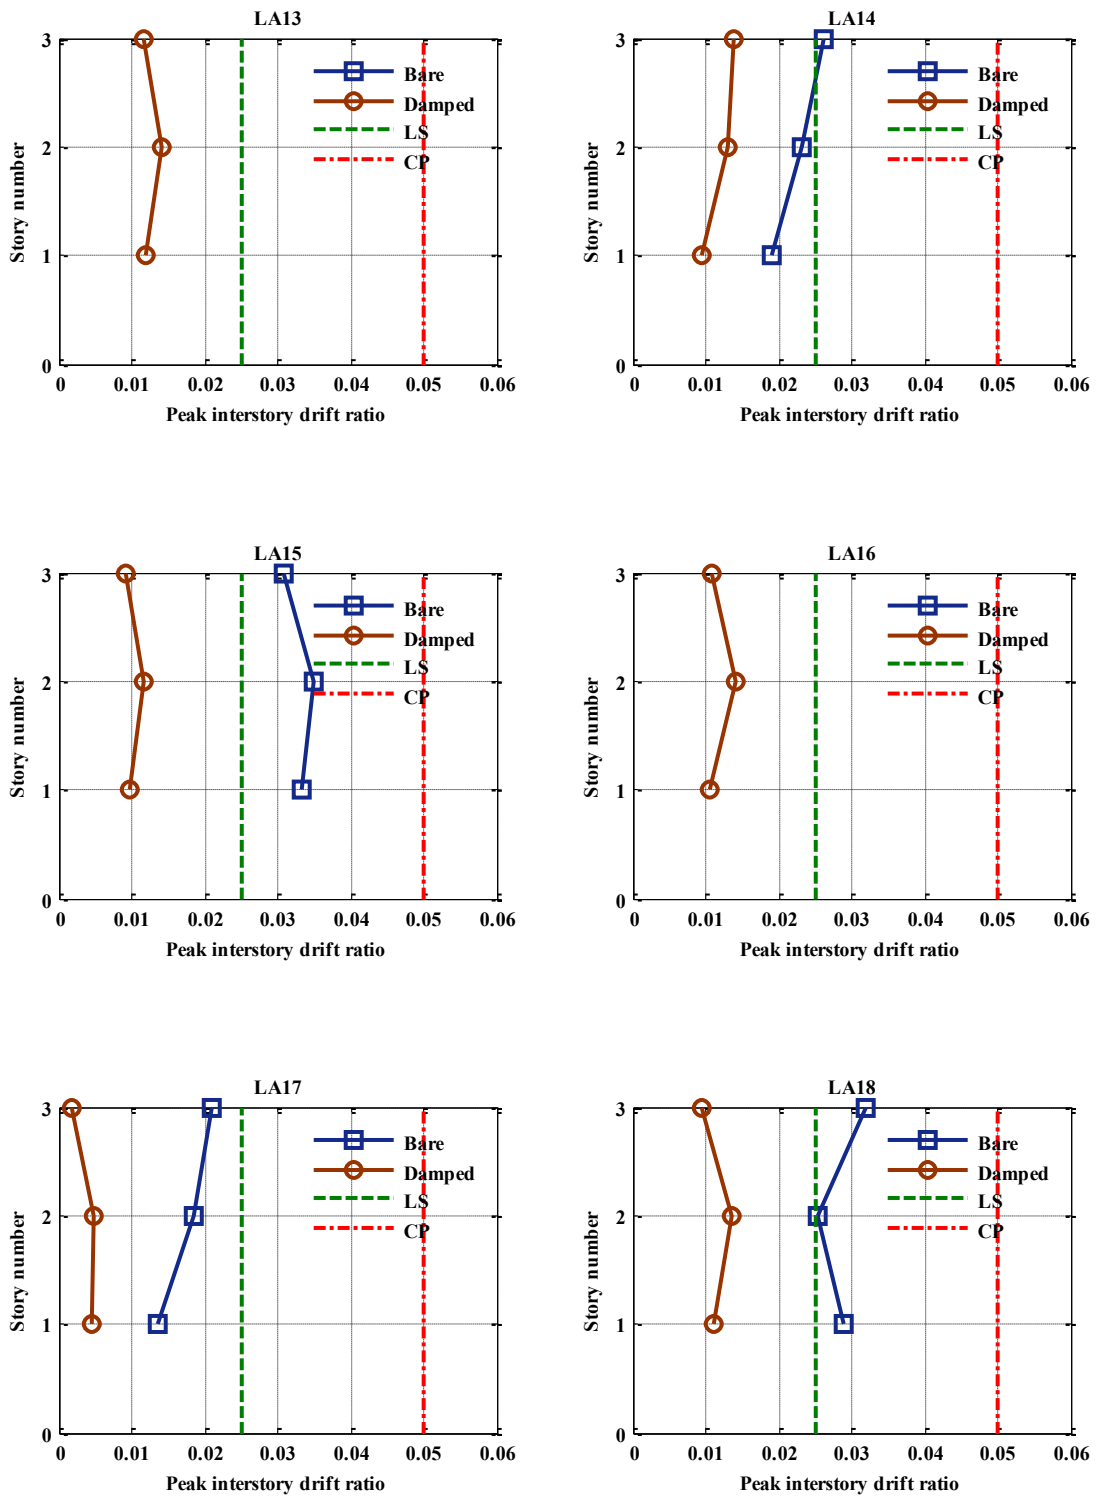 LA13
3
2
1
0
Story number
Bare
Damped
LS
CP
0 0.01 0.02 0.03 0.04 0.05 0.06
Peak interstory drift ratio
LA14
3
2
1
0
Story number
Bare
Damped
LS
CP
0 0.01 0.02 0.03 0.04 0.05 0.06
Peak interstory drift ratio
LA15
3
2
1
0
Story number
Bare
Damped
LS
CP
0 0.01 0.02 0.03 0.04 0.05 0.06
Peak interstory drift ratio
LA16
3
2
1
0
Story number
Bare
Damped
LS
CP
0 0.01 0.02 0.03 0.04 0.05 0.06
Peak interstory drift ratio
LA17
3
2
1
0
Story number
Bare
Damped
LS
CP
0 0.01 0.02 0.03 0.04 0.05 0.06
Peak interstory drift ratio
LA18
3
2
1
0
Story number
Bare
Damped
LS
CP
0 0.01 0.02 0.03 0.04 0.05 0.06
Peak interstory drift ratio